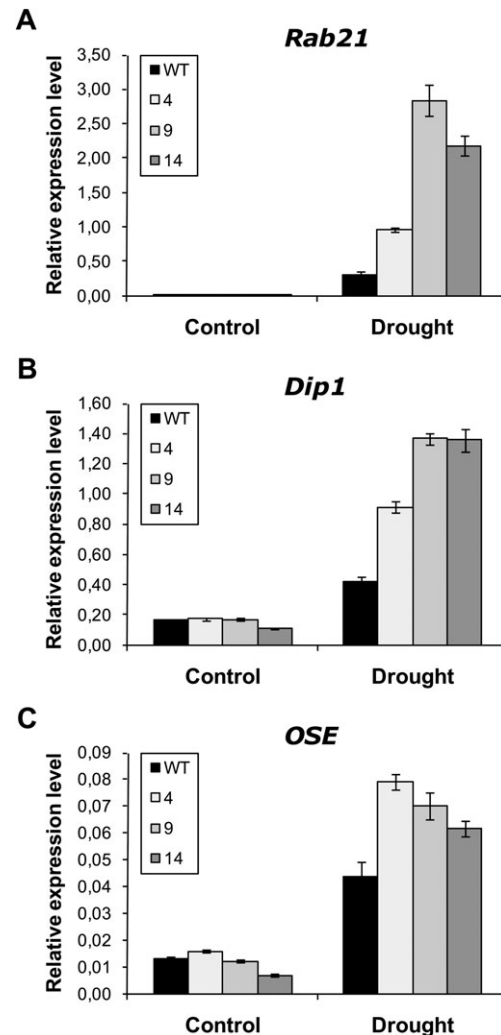 A
Rab21
Relative expression level
3,50
3,00
2,50
2,00
1,50
1,00
0,50
0,00
WT
4
9
14
Control
Drought
B
Dip1
Relative expression level
1,60
1,40
1,20
1,00
0,80
0,60
0,40
0,20
0,00
WT
4
9
14
Control
Drought
C
OSE
Relative expression level
0,09
0,08
0,07
0,06
0,05
0,04
0,03
0,02
0,01
0,00
WT
4
9
14
Control
Drought